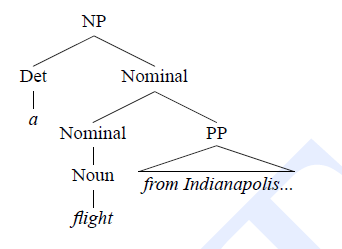 NP
Det Nominal
a
Nominal PP
Noun
from Indianapolis...
flight